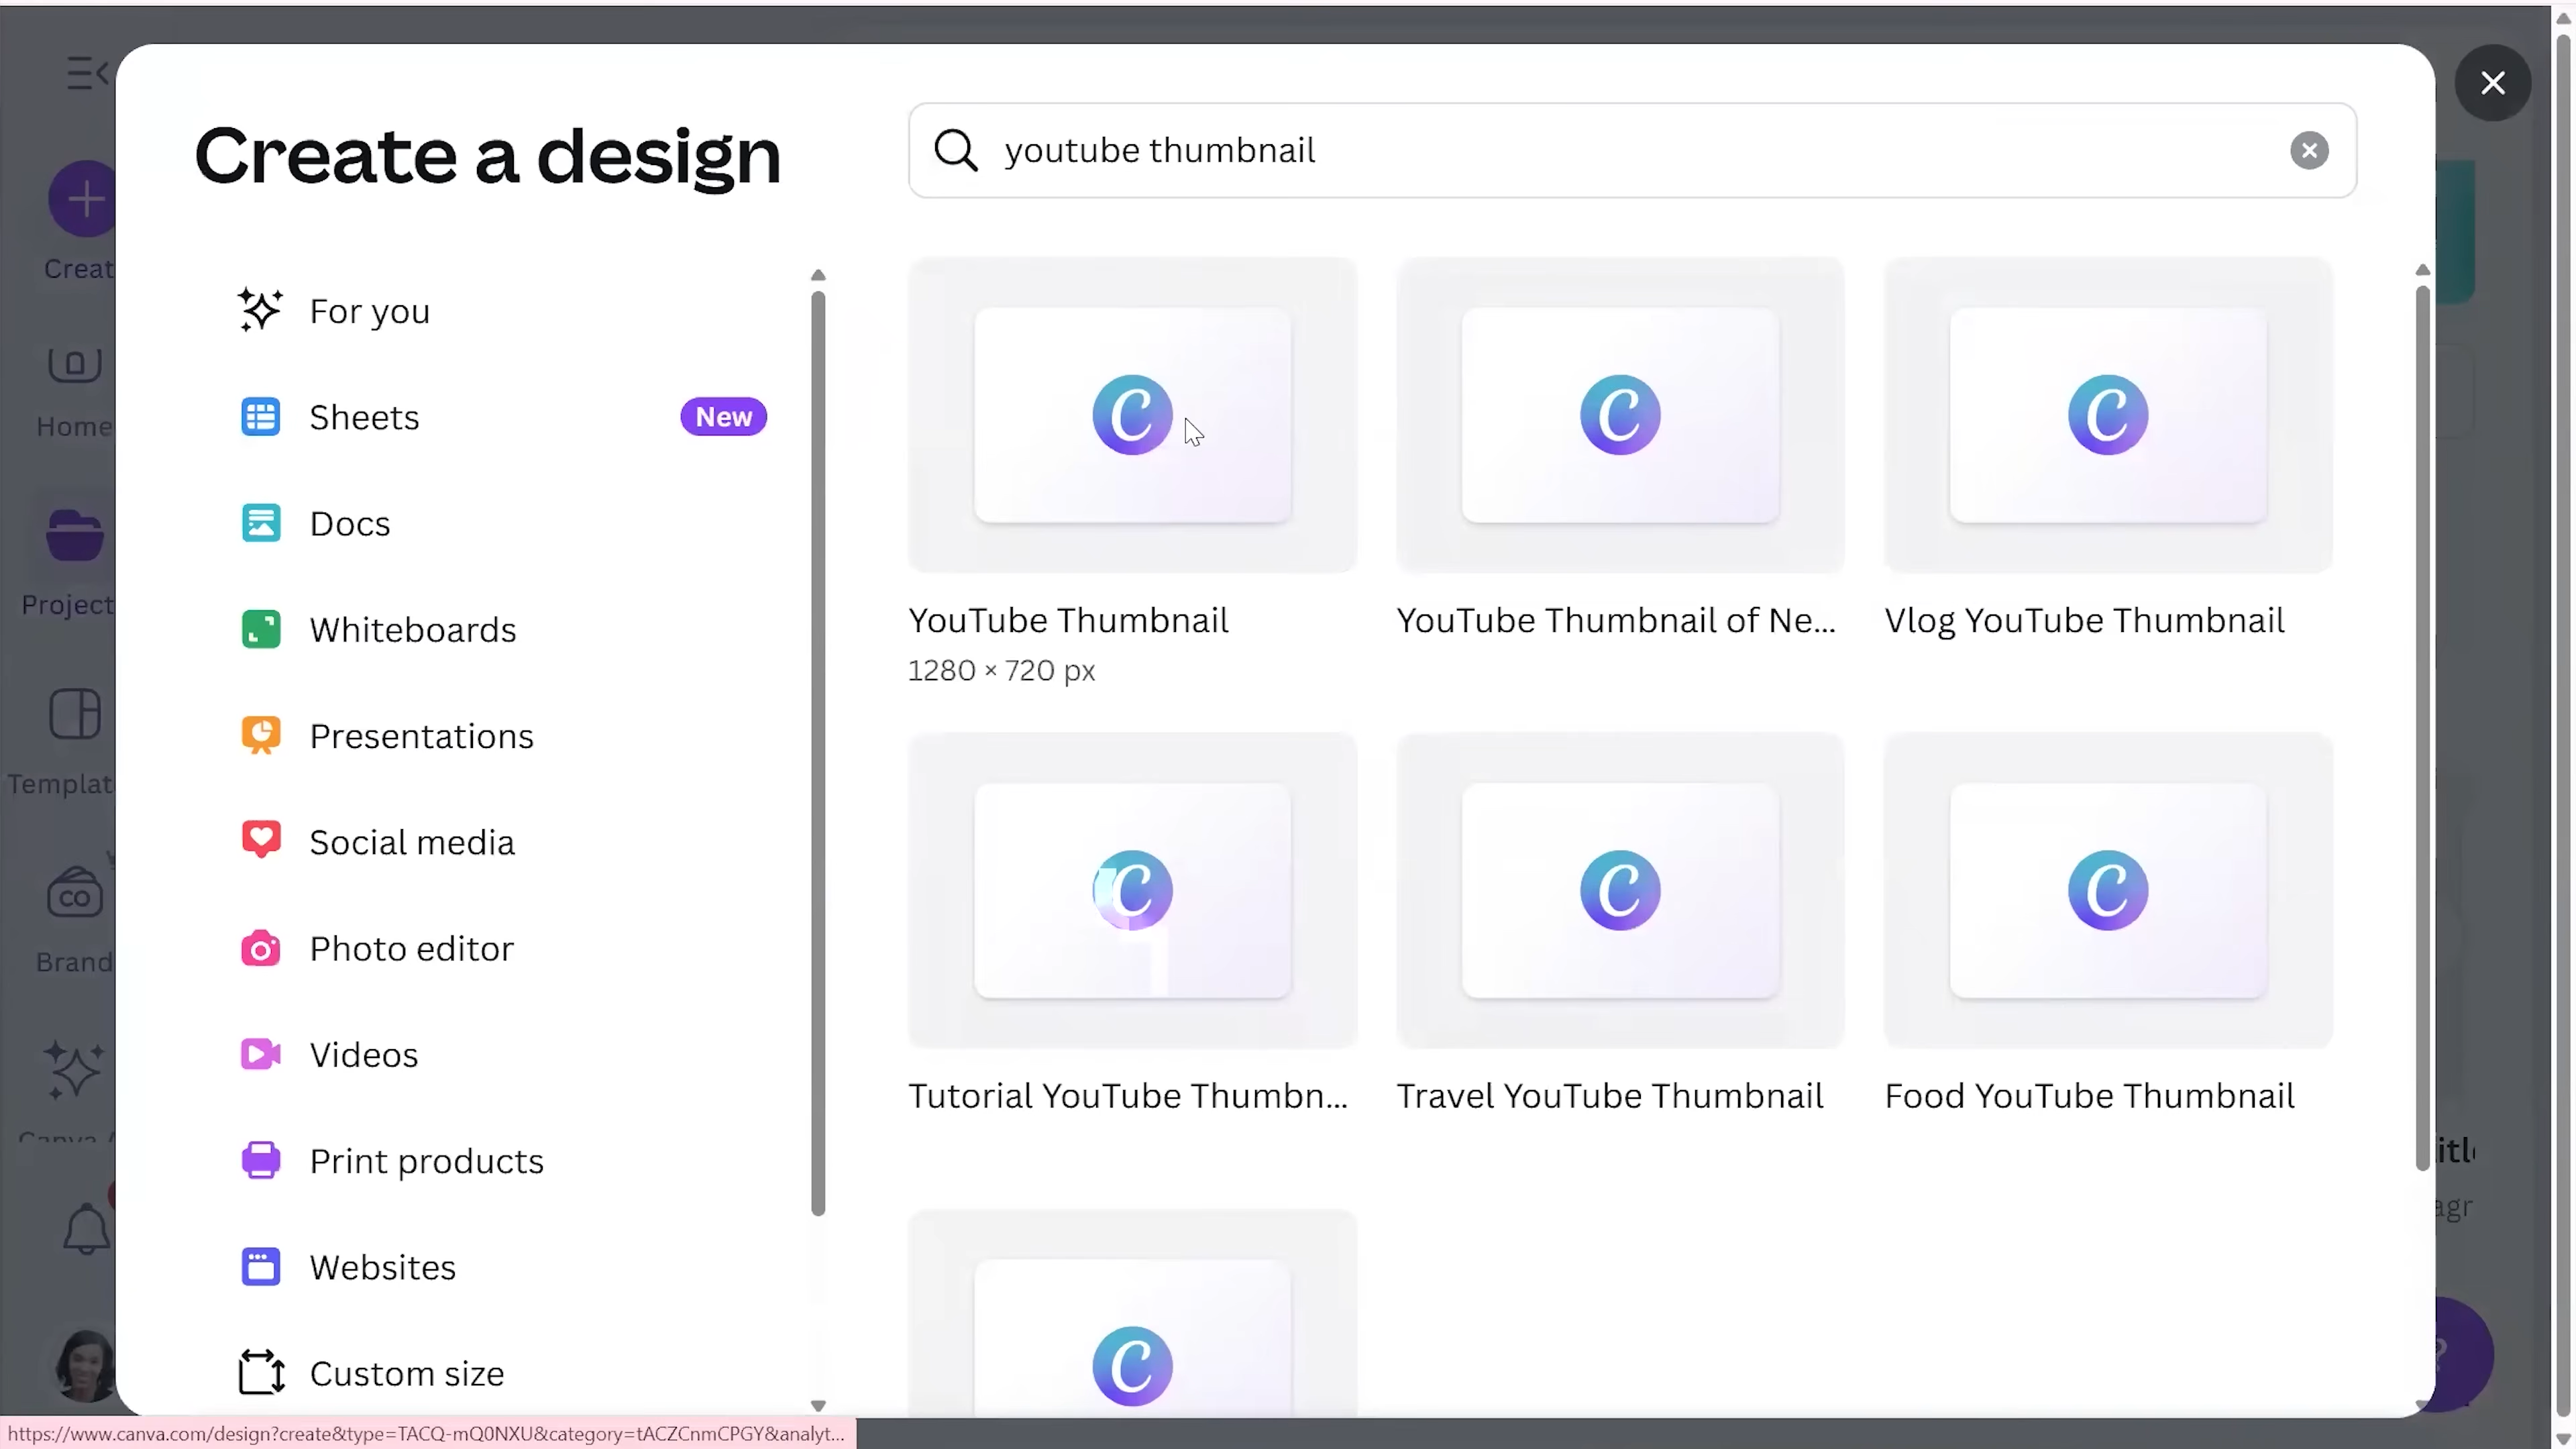 Create a design
youtube thumbnail
For you
Sheets
New
Docs
Whiteboards
Presentations
Social media
Photo editor
Videos
Print products
Websites
Custom size
YouTube Thumbnail
1280 × 720 px
YouTube Thumbnail of Ne...
Vlog YouTube Thumbnail
Tutorial YouTube Thumbn...
Travel YouTube Thumbnail
Food YouTube Thumbnail
Creat
Home
Project
Templat
Brand
CO
https://www.canva.com/design?create&type=TACQ-mQ0NXU&category=tACZCnmCPGY&analyt...